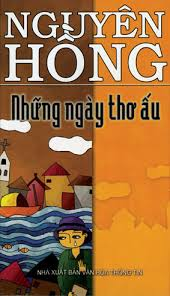 NGUYÊN
HỒNG
Những ngày thơ ấu
NHÀ XUẤT BẢN VĂN HÓA THÔNG TIN